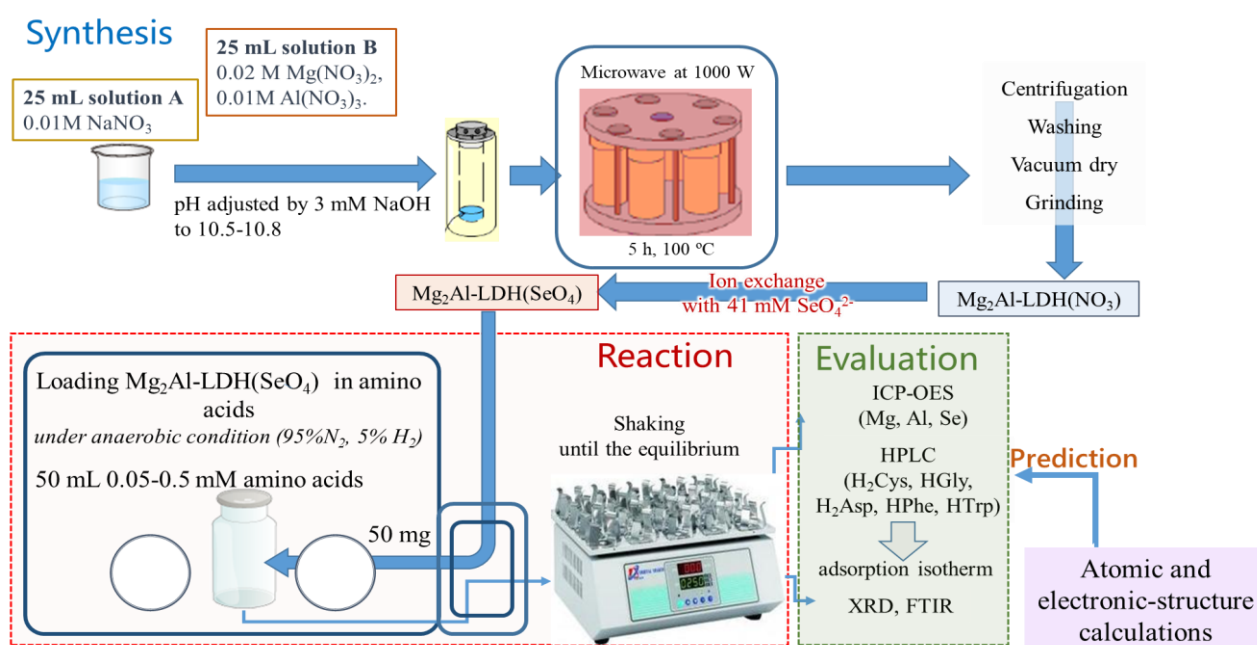 Synthesis
25 mL solution A
0.01M NaNO₃
25 mL solution B
0.02 M Mg(NO₃)₂,
0.01M Al(NO₃)₃.
pH adjusted by 3 mM NaOH
to 10.5-10.8
Microwave at 1000 W
5 h, 100 ºC
Centrifugation
Washing
Vacuum dry
Grinding
Mg₂Al-LDH(NO₃)
Ion exchange
with 41 mM SeO₄²⁻
Mg₂Al-LDH(SeO₄)
Reaction
Loading Mg₂Al-LDH(SeO₄) in amino
acids
under anaerobic condition (95%N₂, 5% H₂)
50 mL 0.05-0.5 mM amino acids
50 mg
Shaking
until the equilibrium
Evaluation
ICP-OES
(Mg, Al, Se)
HPLC
(H₂Cys, HGly,
H₂Asp, HPhe, HTrp)
adsorption isotherm
XRD, FTIR
Prediction
Atomic and
electronic-structure
calculations